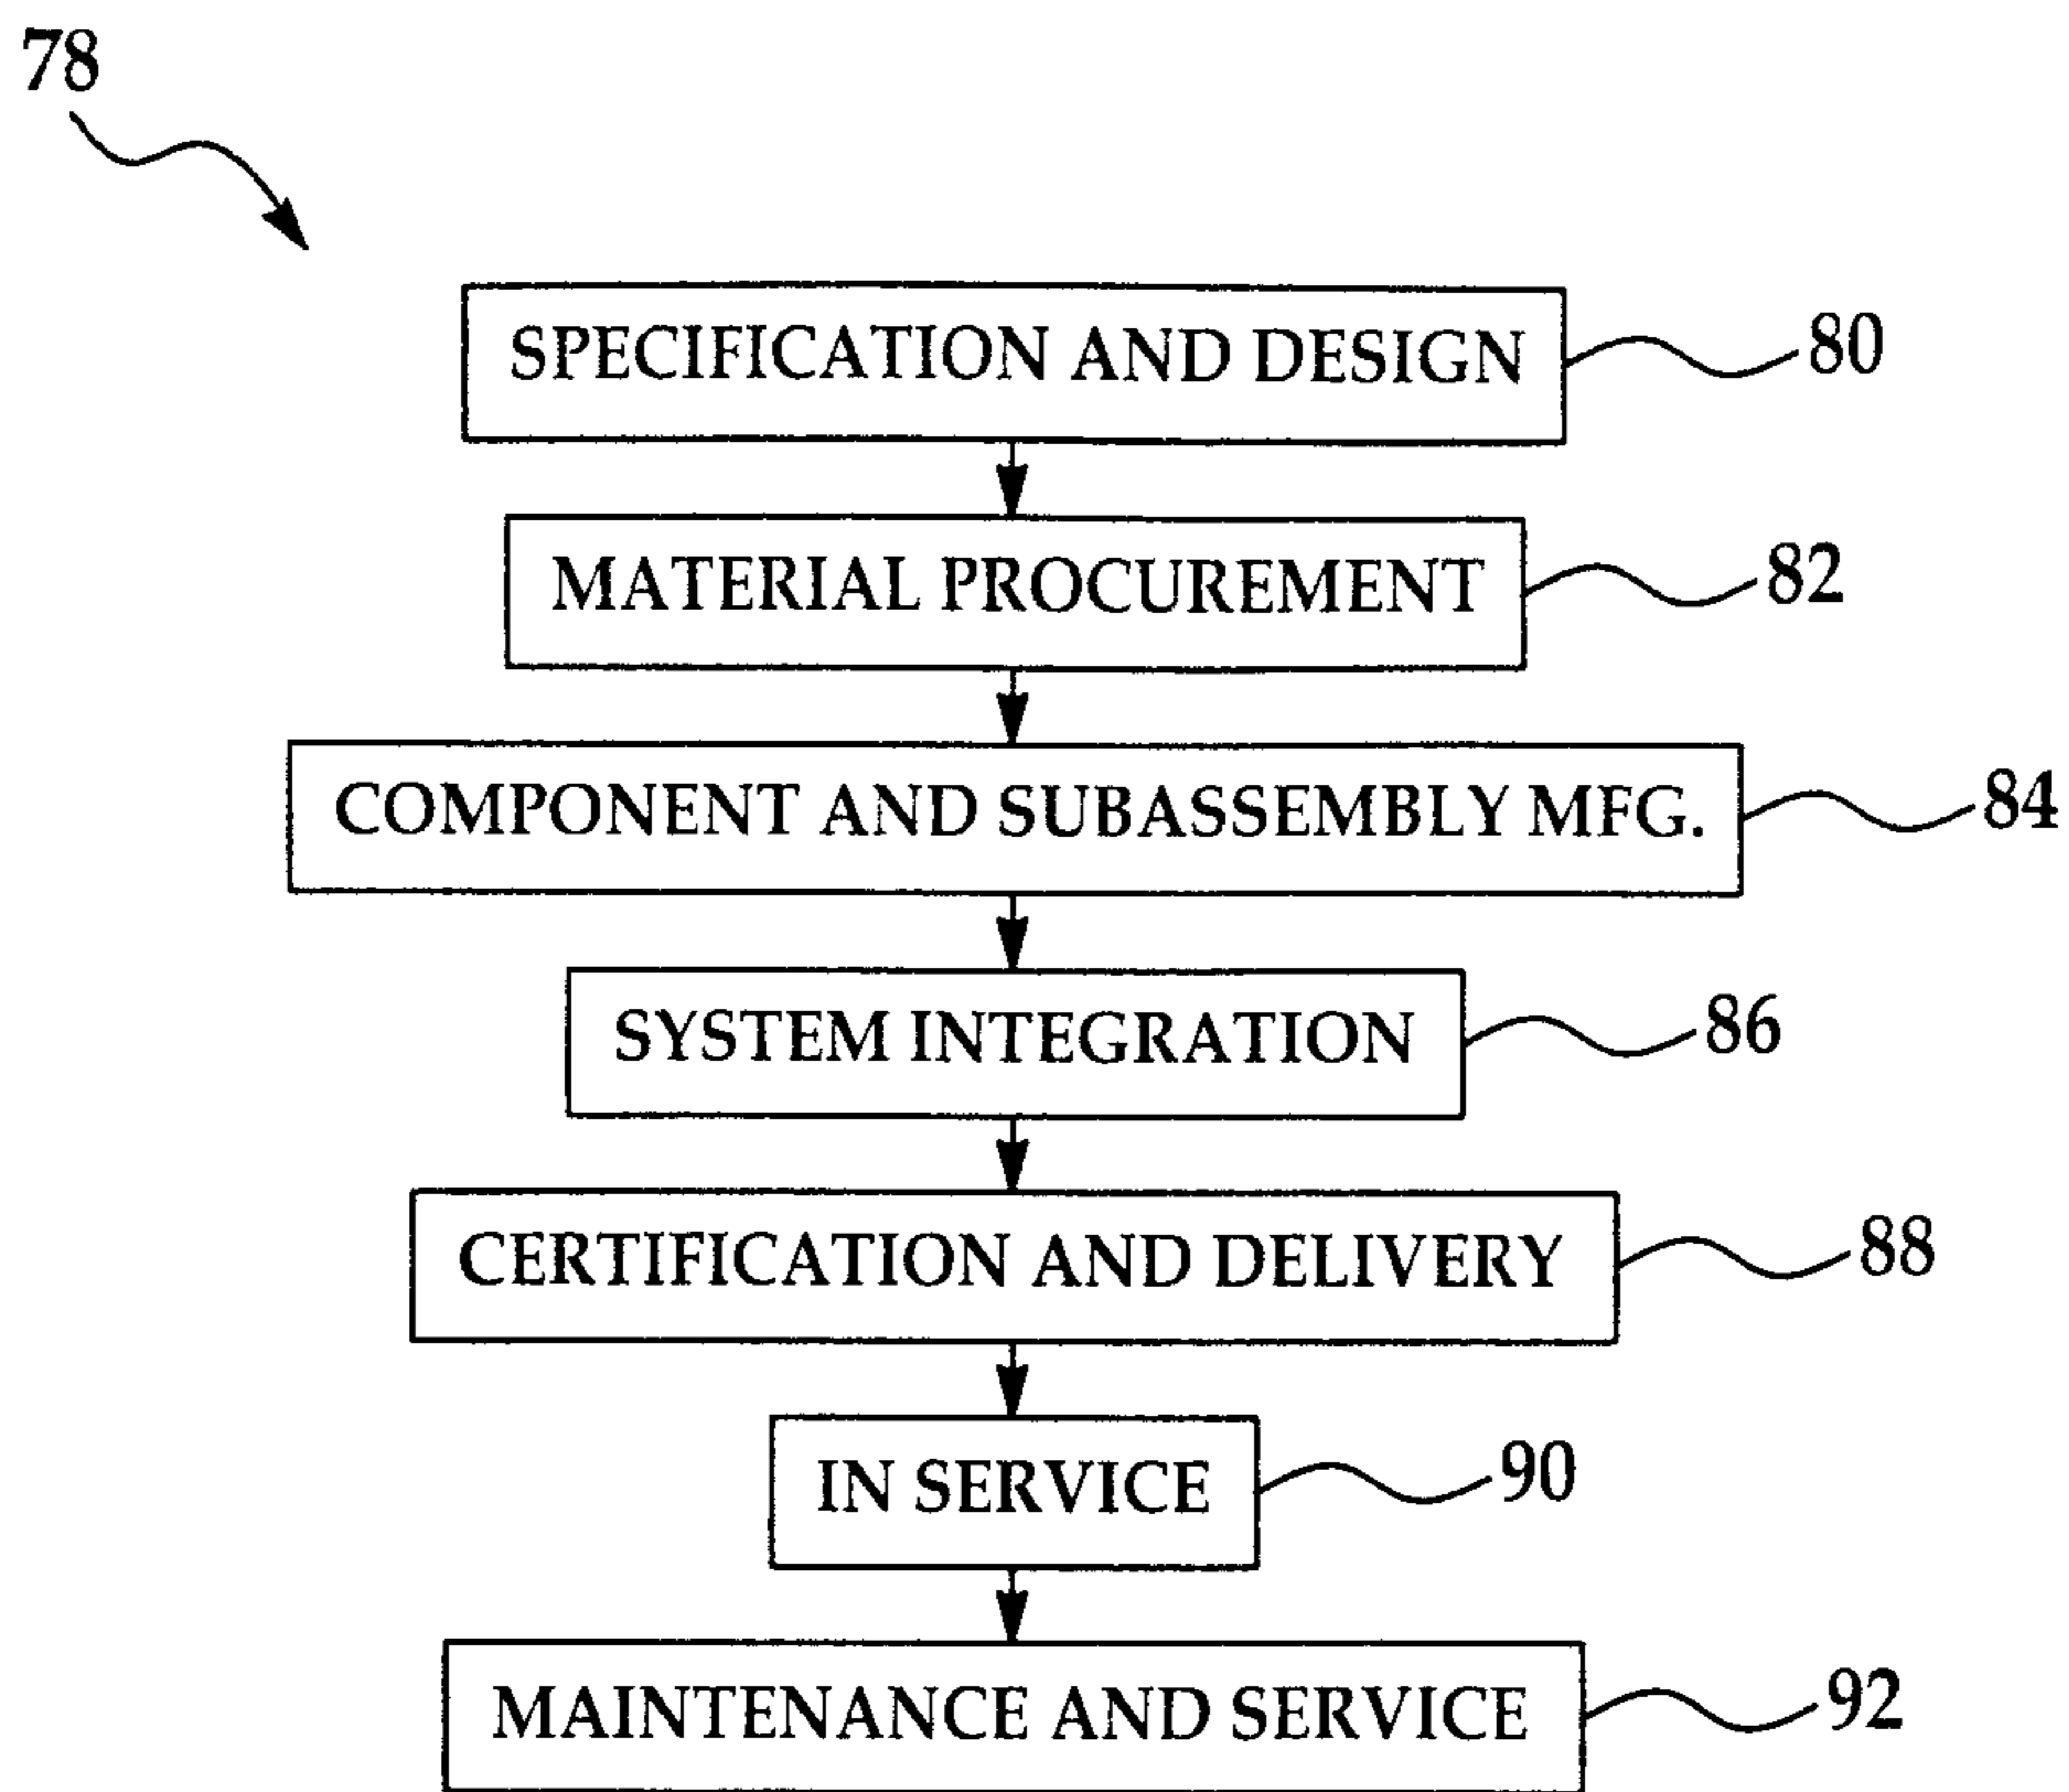 78
SPECIFICATION AND DESIGN 80
MATERIAL PROCUREMENT 82
COMPONENT AND SUBASSEMBLY MFG. 84
SYSTEM INTEGRATION 86
CERTIFICATION AND DELIVERY 88
IN SERVICE 90
MAINTENANCE AND SERVICE 92